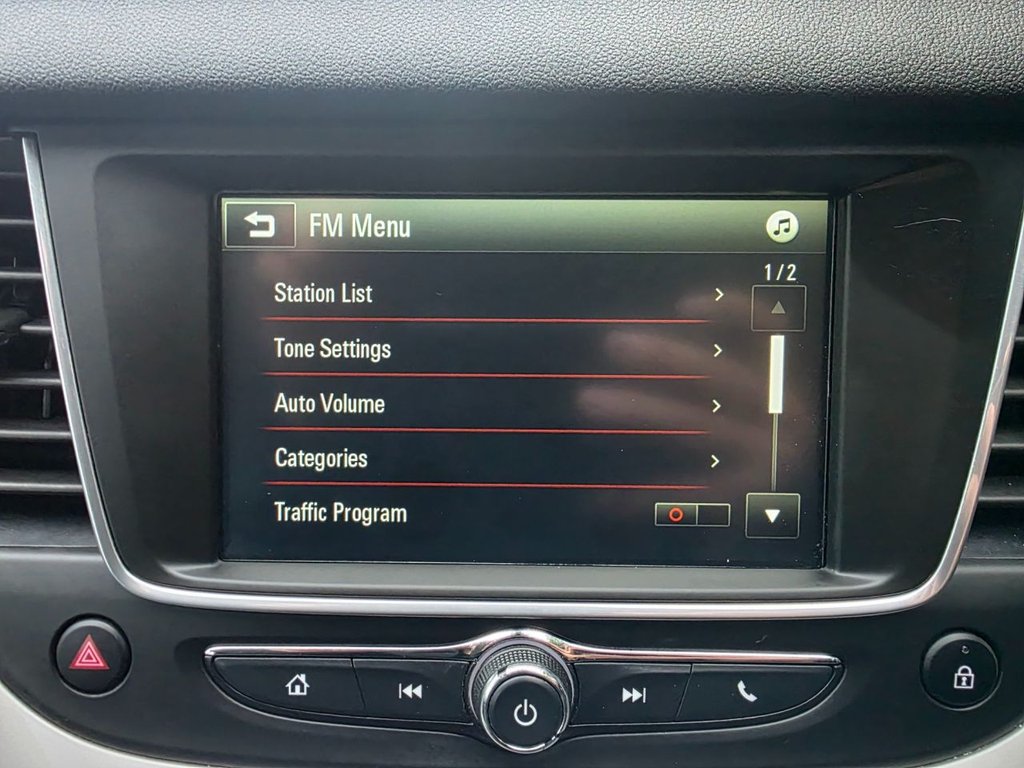 FM Menu
1/2
Station List
Tone Settings
Auto Volume
Categories
Traffic Program